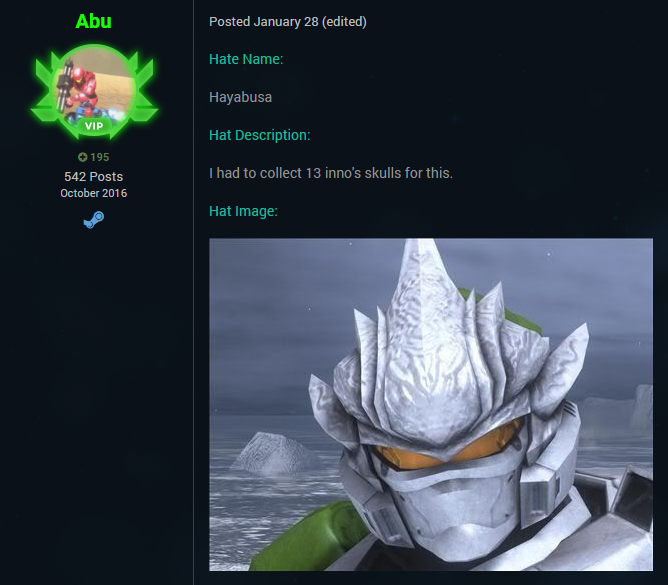 Abu
VIP
195
542 Posts
October 2016
Posted January 28 (edited)
Hate Name:
Hayabusa
Hat Description:
I had to collect 13 inno's skulls for this.
Hat Image: